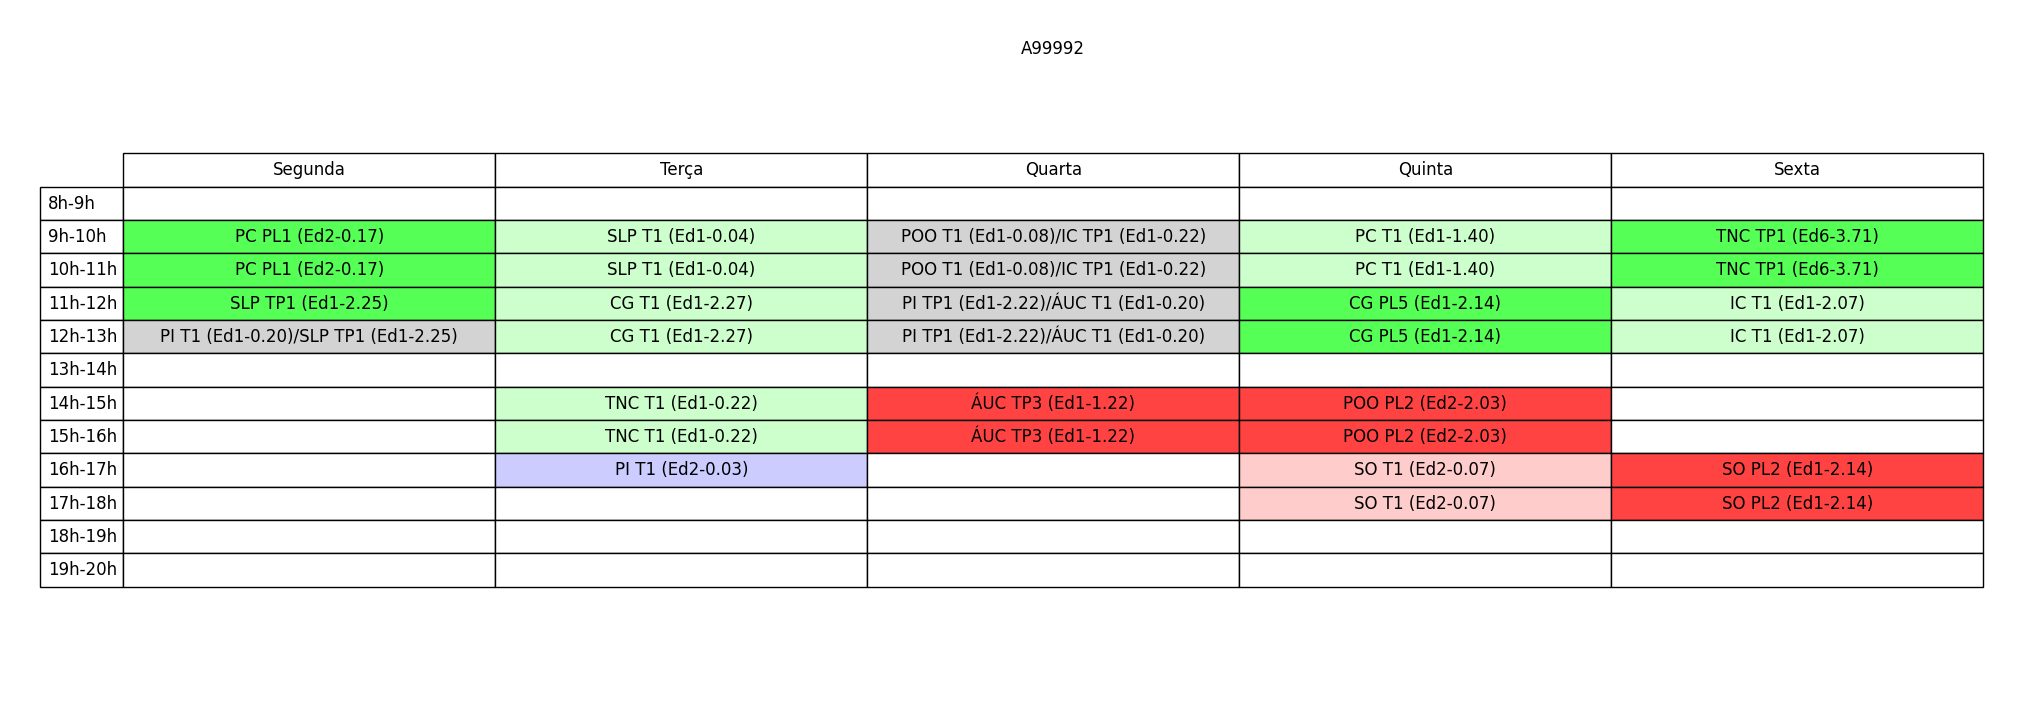 A99992
Segunda Terça Quarta Quinta Sexta
8h-9h
9h-10h PC PL1 (Ed2-0.17) SLP T1 (Ed1-0.04) POO T1 (Ed1-0.08)/IC TP1 (Ed1-0.22) PC T1 (Ed1-1.40) TNC TP1 (Ed6-3.71)
10h-11h PC PL1 (Ed2-0.17) SLP T1 (Ed1-0.04) POO T1 (Ed1-0.08)/IC TP1 (Ed1-0.22) PC T1 (Ed1-1.40) TNC TP1 (Ed6-3.71)
11h-12h SLP TP1 (Ed1-2.25) CG T1 (Ed1-2.27) PI TP1 (Ed1-2.22)/ÁUC T1 (Ed1-0.20) CG PL5 (Ed1-2.14) IC T1 (Ed1-2.07)
12h-13h PI T1 (Ed1-0.20)/SLP TP1 (Ed1-2.25) CG T1 (Ed1-2.27) PI TP1 (Ed1-2.22)/ÁUC T1 (Ed1-0.20) CG PL5 (Ed1-2.14) IC T1 (Ed1-2.07)
13h-14h
14h-15h TNC T1 (Ed1-0.22) ÁUC TP3 (Ed1-1.22) POO PL2 (Ed2-2.03)
15h-16h TNC T1 (Ed1-0.22) ÁUC TP3 (Ed1-1.22) POO PL2 (Ed2-2.03)
16h-17h PI T1 (Ed2-0.03) SO T1 (Ed2-0.07) SO PL2 (Ed1-2.14)
17h-18h SO T1 (Ed2-0.07) SO PL2 (Ed1-2.14)
18h-19h
19h-20h